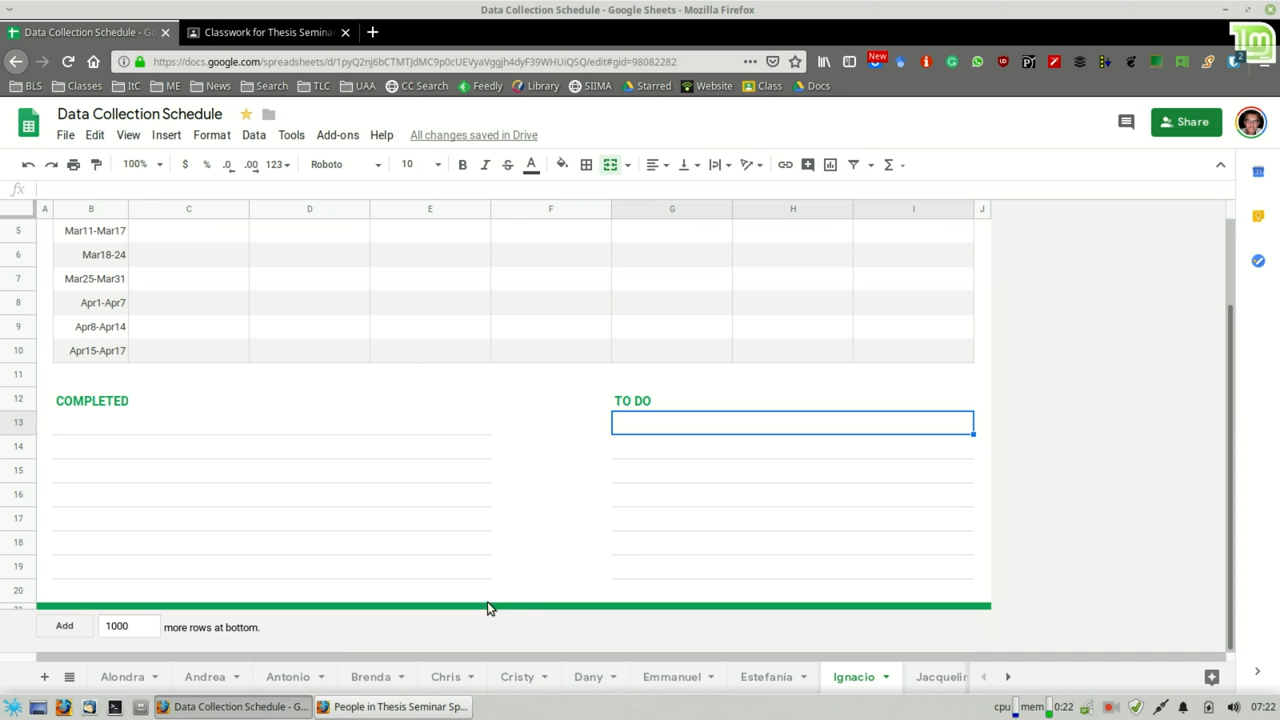 Data Collection Schedule - Google Sheets - Mozilla Firefox
Data Collection Schedule - G
Classwork for Thesis Seminar
https://docs.google.com/spreadsheets/d/1pyQ2nj6bCTMTJdMC9p0cUEVyaVggjh4dyF39WHUQSQ/edit#gid=98082282
New
2
BLS Classes ItC ME News Search TLC UAA CC Search Feedly Library SIIMA Starred Website Class Docs
Data Collection Schedule
Share
File Edit View Insert Format Data Tools Add-ons Help All changes saved in Drive
100% $ % .0 .00 123 Roboto 10 B I S A
fx
A B C D E F G H I J
5 Mar11-Mar17
6 Mar18-24
7 Mar25-Mar31
8 Apr1-Apr7
9 Apr8-Apr14
10 Apr15-Apr17
11
12 COMPLETED TO DO
13
14
15
16
17
18
19
20
Add 1000 more rows at bottom.
Alondra Andrea Antonio Brenda Chris Cristy Dany Emmanuel Estefania Ignacio Jacquelin
Data Collection Schedule - G... People in Thesis Seminar Sp... cpu mem 0:22 07:22